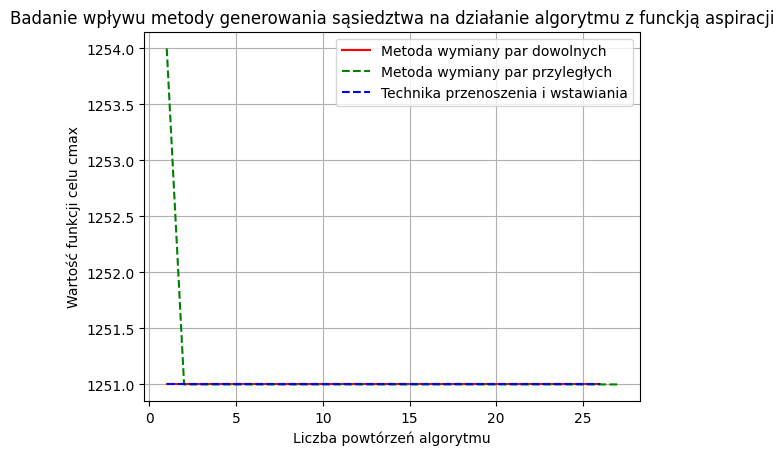 Badanie wpływu metody generowania sąsiedztwa na działanie algorytmu z funckją aspiracji
Metoda wymiany par dowolnych
Metoda wymiany par przyległych
Technika przenoszenia i wstawiania
Wartość funkcji celu cmax
1254.0
1253.5
1253.0
1252.5
1252.0
1251.5
1251.0
0 5 10 15 20 25
Liczba powtórzeń algorytmu